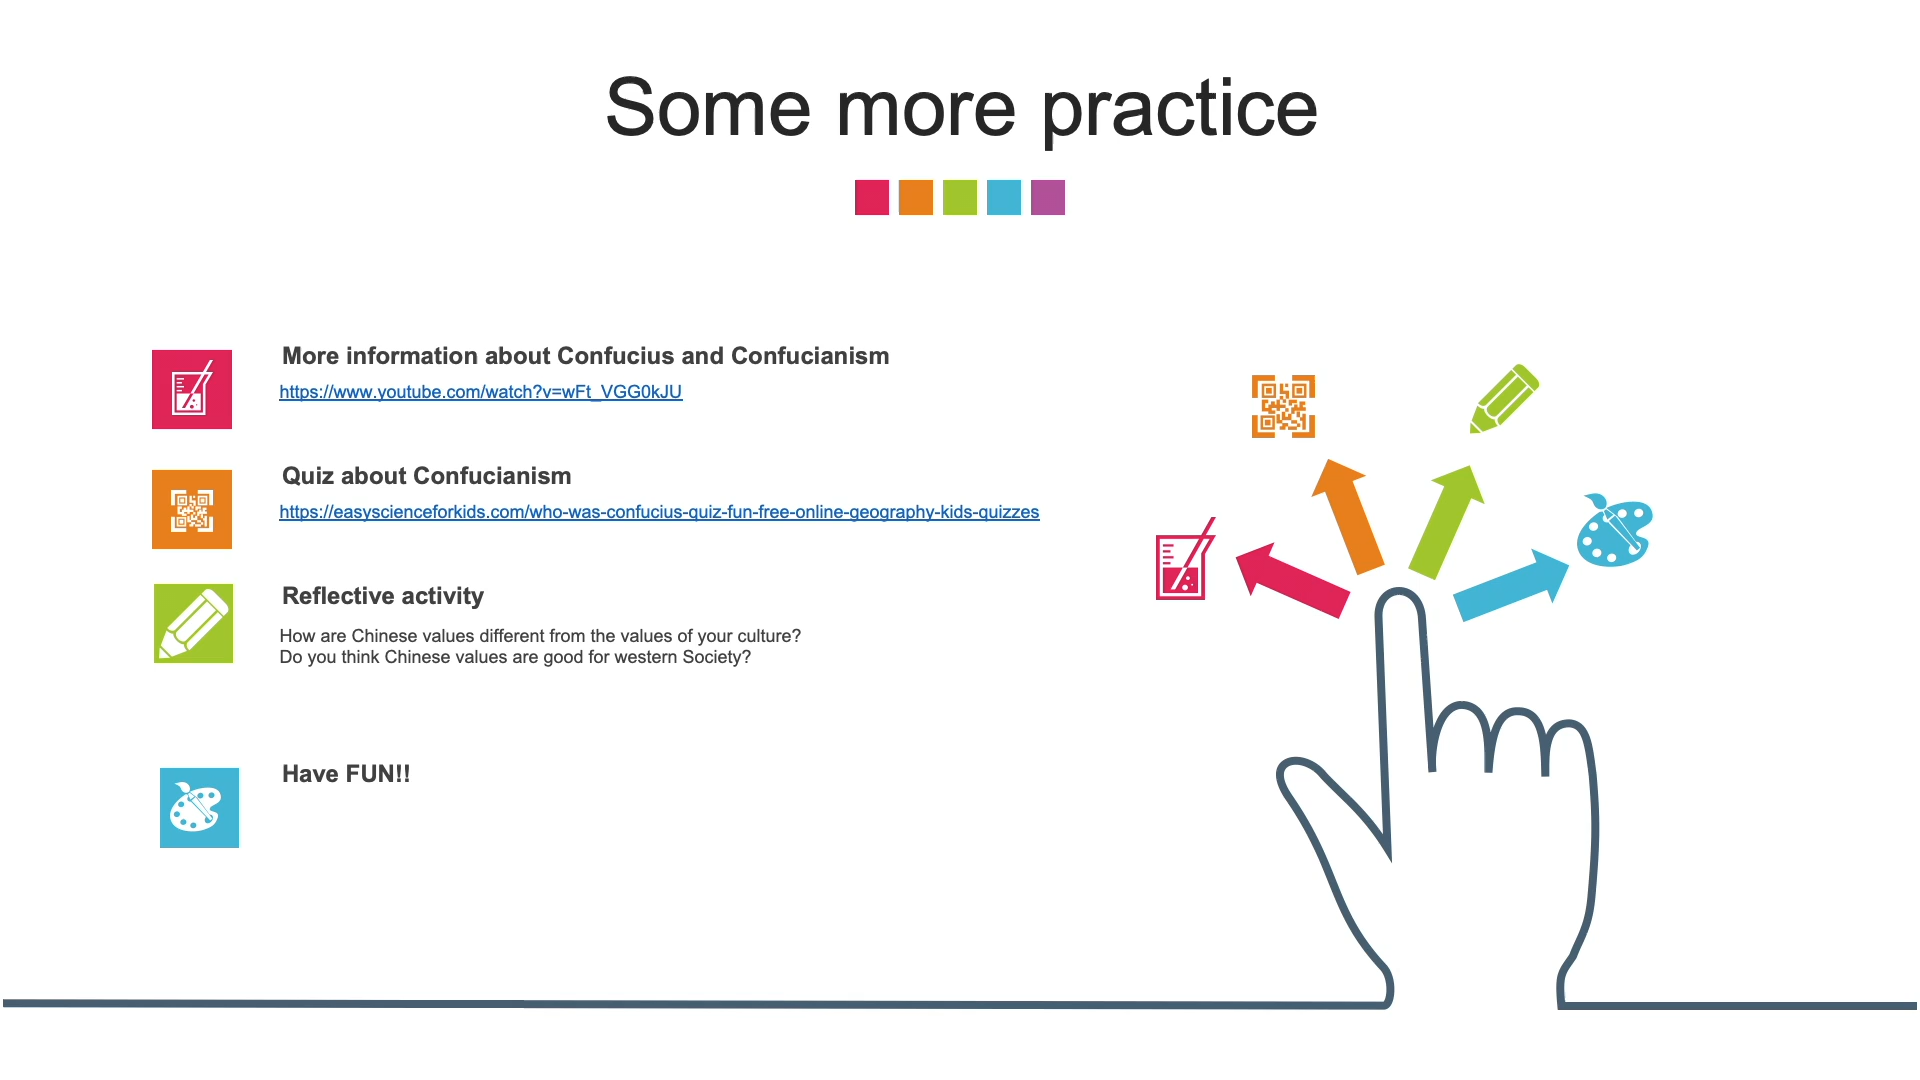 Some more practice
More information about Confucius and Confucianism
https://www.youtube.com/watch?v=wFt_VGG0kJU
Quiz about Confucianism
https://easyscienceforkids.com/who-was-confucius-quiz-fun-free-online-geography-kids-quizzes
Reflective activity
How are Chinese values different from the values of your culture?
Do you think Chinese values are good for western Society?
Have FUN!!